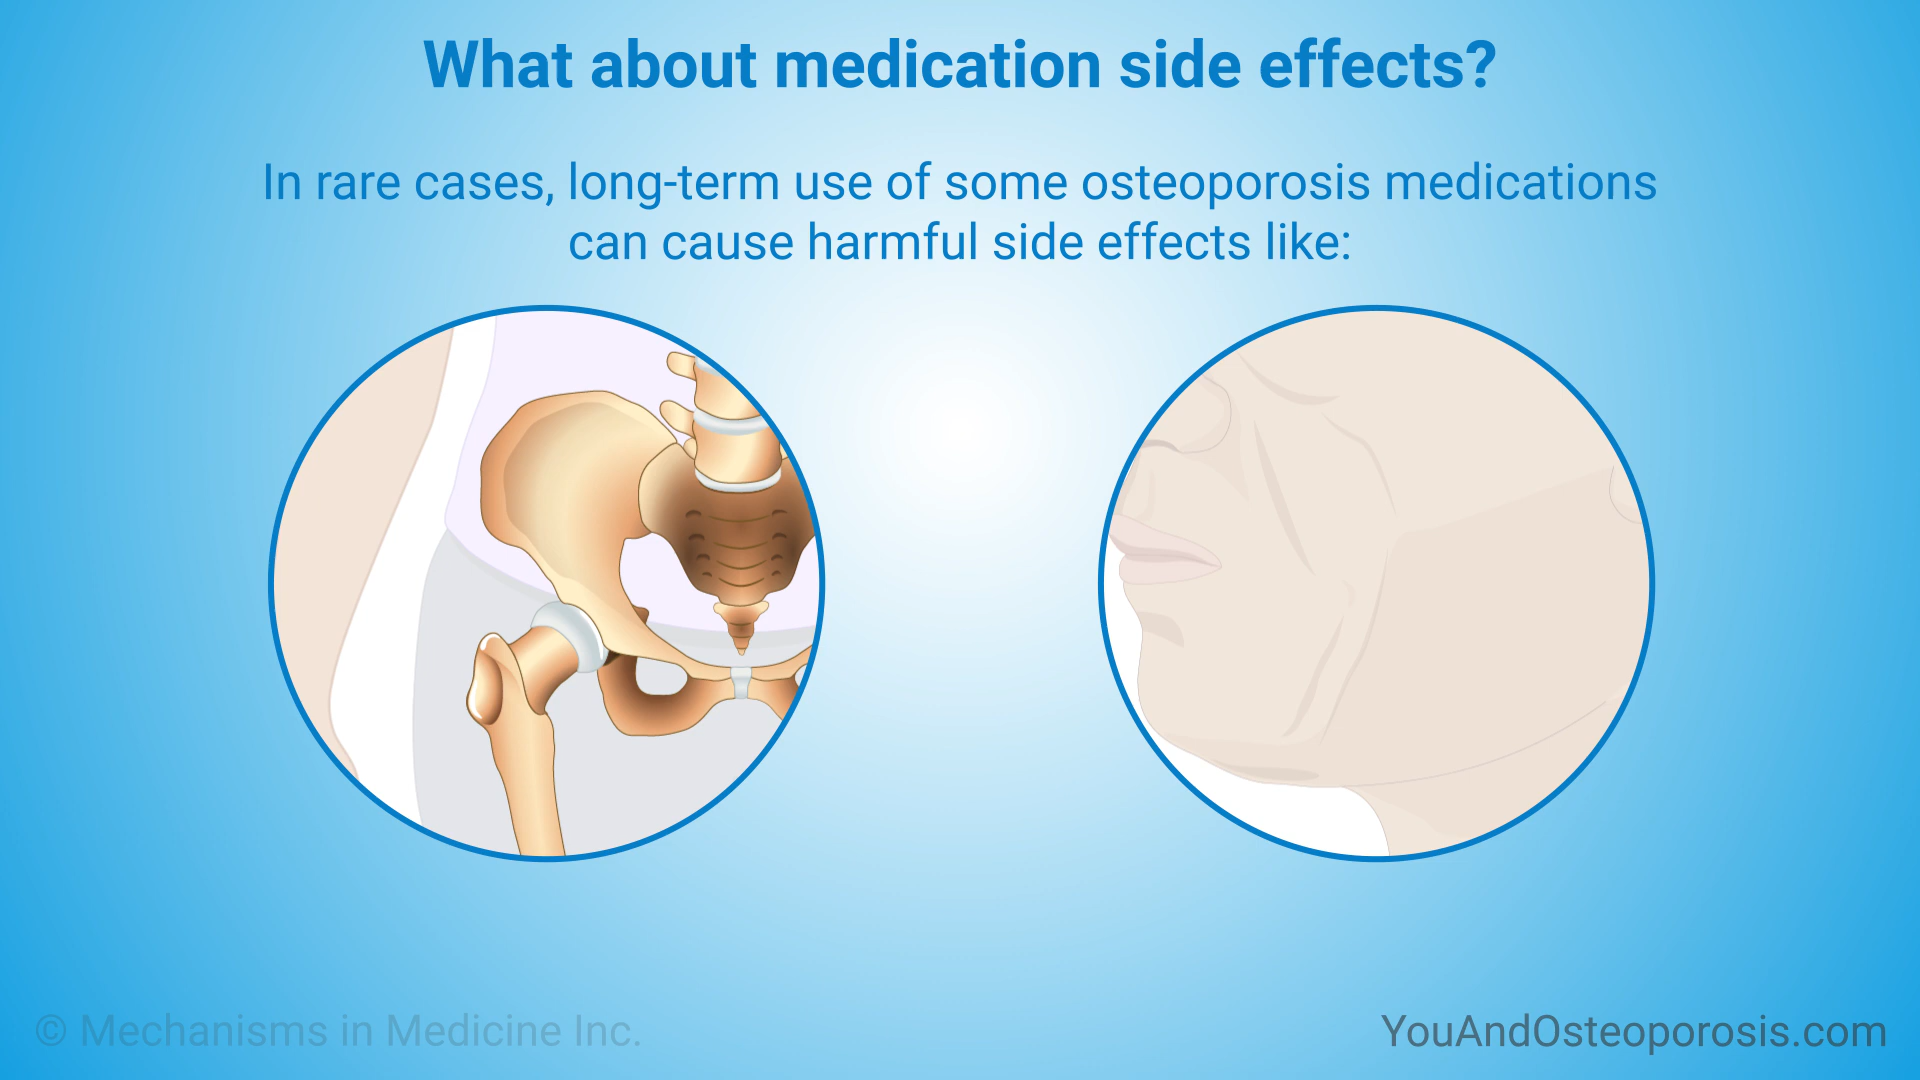 What about medication side effects?
In rare cases, long-term use of some osteoporosis medications
can cause harmful side effects like:
© Mechanisms in Medicine Inc.
YouAndOsteoporosis.com